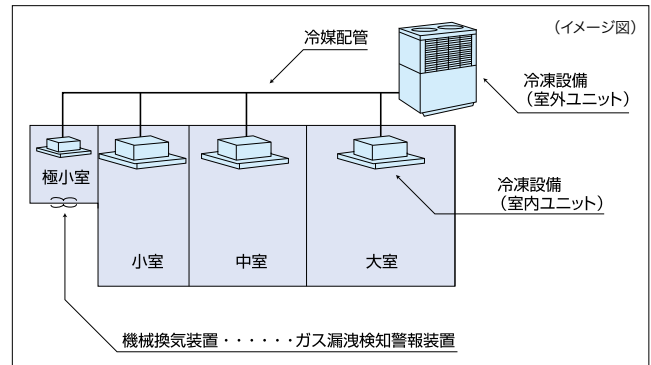 （イメージ図）
冷媒配管
冷凍設備
（室外ユニット）
極小室
冷凍設備
（室内ユニット）
小室
中室
大室
機械換気装置・・・・・・ガス漏洩検知警報装置